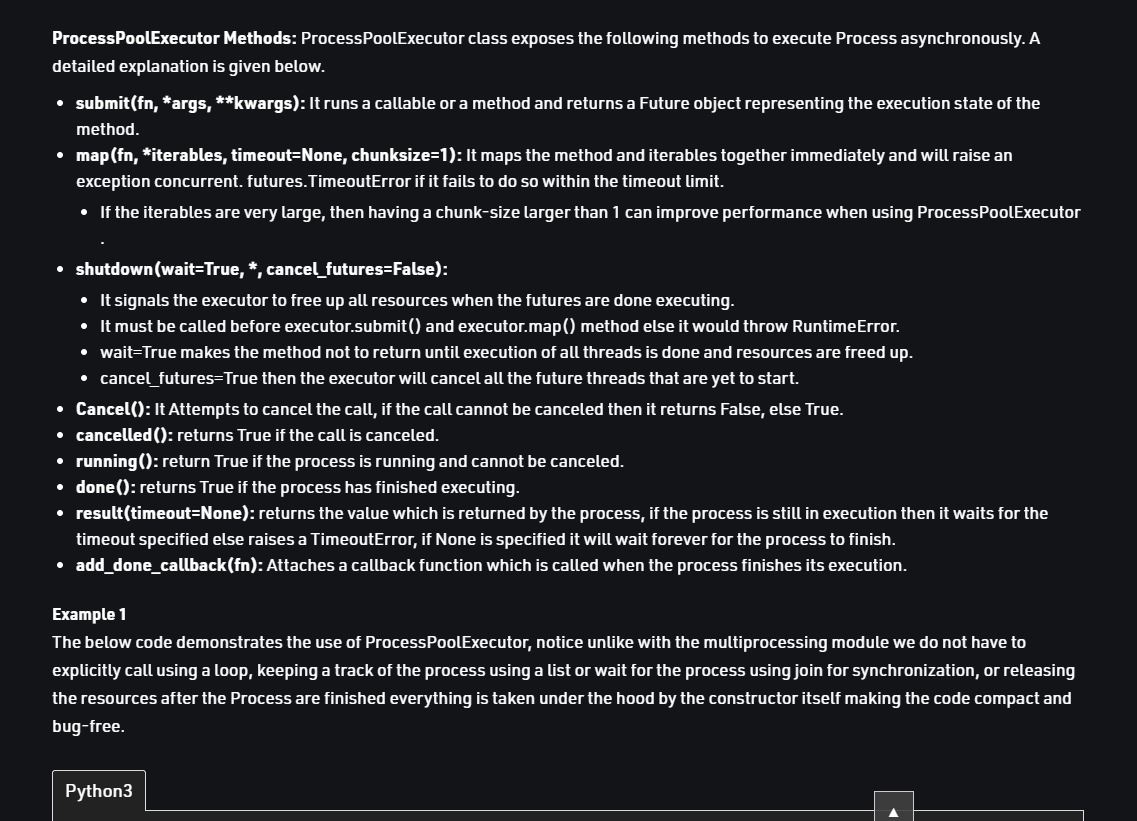 ProcessPoolExecutor Methods: ProcessPoolExecutor class exposes the following methods to execute Process asynchronously. A
detailed explanation is given below.
• submit(fn, *args, **kwargs): It runs a callable or a method and returns a Future object representing the execution state of the
method.
• map(fn, *iterables, timeout=None, chunksize=1): It maps the method and iterables together immediately and will raise an
exception concurrent. futures.TimeoutError if it fails to do so within the timeout limit.
• If the iterables are very large, then having a chunk-size larger than 1 can improve performance when using ProcessPoolExecutor
.
• shutdown(wait=True, *, cancel_futures=False):
• It signals the executor to free up all resources when the futures are done executing.
• It must be called before executor.submit() and executor.map() method else it would throw RuntimeError.
• wait=True makes the method not to return until execution of all threads is done and resources are freed up.
• cancel_futures=True then the executor will cancel all the future threads that are yet to start.
• Cancel(): It Attempts to cancel the call, if the call cannot be canceled then it returns False, else True.
• cancelled(): returns True if the call is canceled.
• running(): return True if the process is running and cannot be canceled.
• done(): returns True if the process has finished executing.
• result(timeout=None): returns the value which is returned by the process, if the process is still in execution then it waits for the
timeout specified else raises a TimeoutError, if None is specified it will wait forever for the process to finish.
• add_done_callback(fn): Attaches a callback function which is called when the process finishes its execution.
Example 1
The below code demonstrates the use of ProcessPoolExecutor, notice unlike with the multiprocessing module we do not have to
explicitly call using a loop, keeping a track of the process using a list or wait for the process using join for synchronization, or releasing
the resources after the Process are finished everything is taken under the hood by the constructor itself making the code compact and
bug-free.
Python3
▲